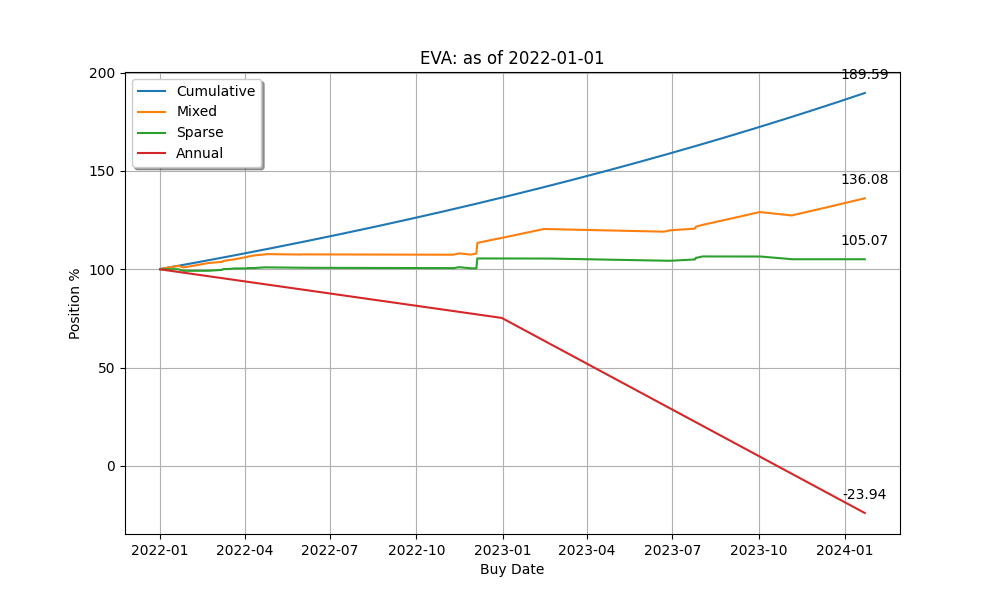 EVA: as of 2022-01-01
200
150
100
50
0
Position %
Cumulative
Mixed
Sparse
Annual
189.59
136.08
105.07
-23.94
2022-01 2022-04 2022-07 2022-10 2023-01 2023-04 2023-07 2023-10 2024-01
Buy Date